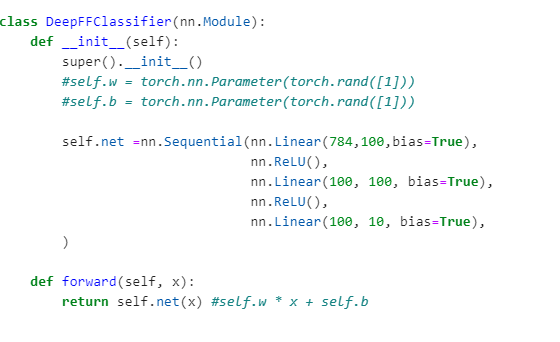 class DeepFFClassifier(nn.Module):
    def __init__(self):
        super().__init__()
        #self.w = torch.nn.Parameter(torch.rand([1]))
        #self.b = torch.nn.Parameter(torch.rand([1]))

        self.net =nn.Sequential(nn.Linear(784,100,bias=True),
                                nn.ReLU(),
                                nn.Linear(100, 100, bias=True),
                                nn.ReLU(),
                                nn.Linear(100, 10, bias=True),
        )

    def forward(self, x):
        return self.net(x) #self.w * x + self.b